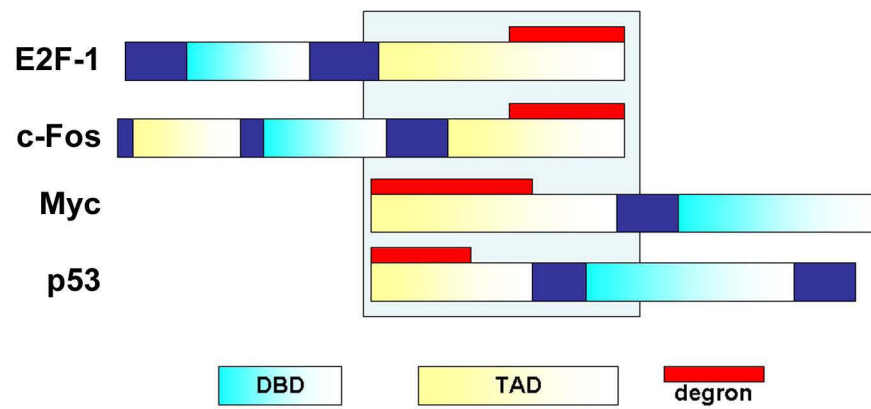 E2F-1
c-Fos
Myc
p53
DBD
TAD
degron